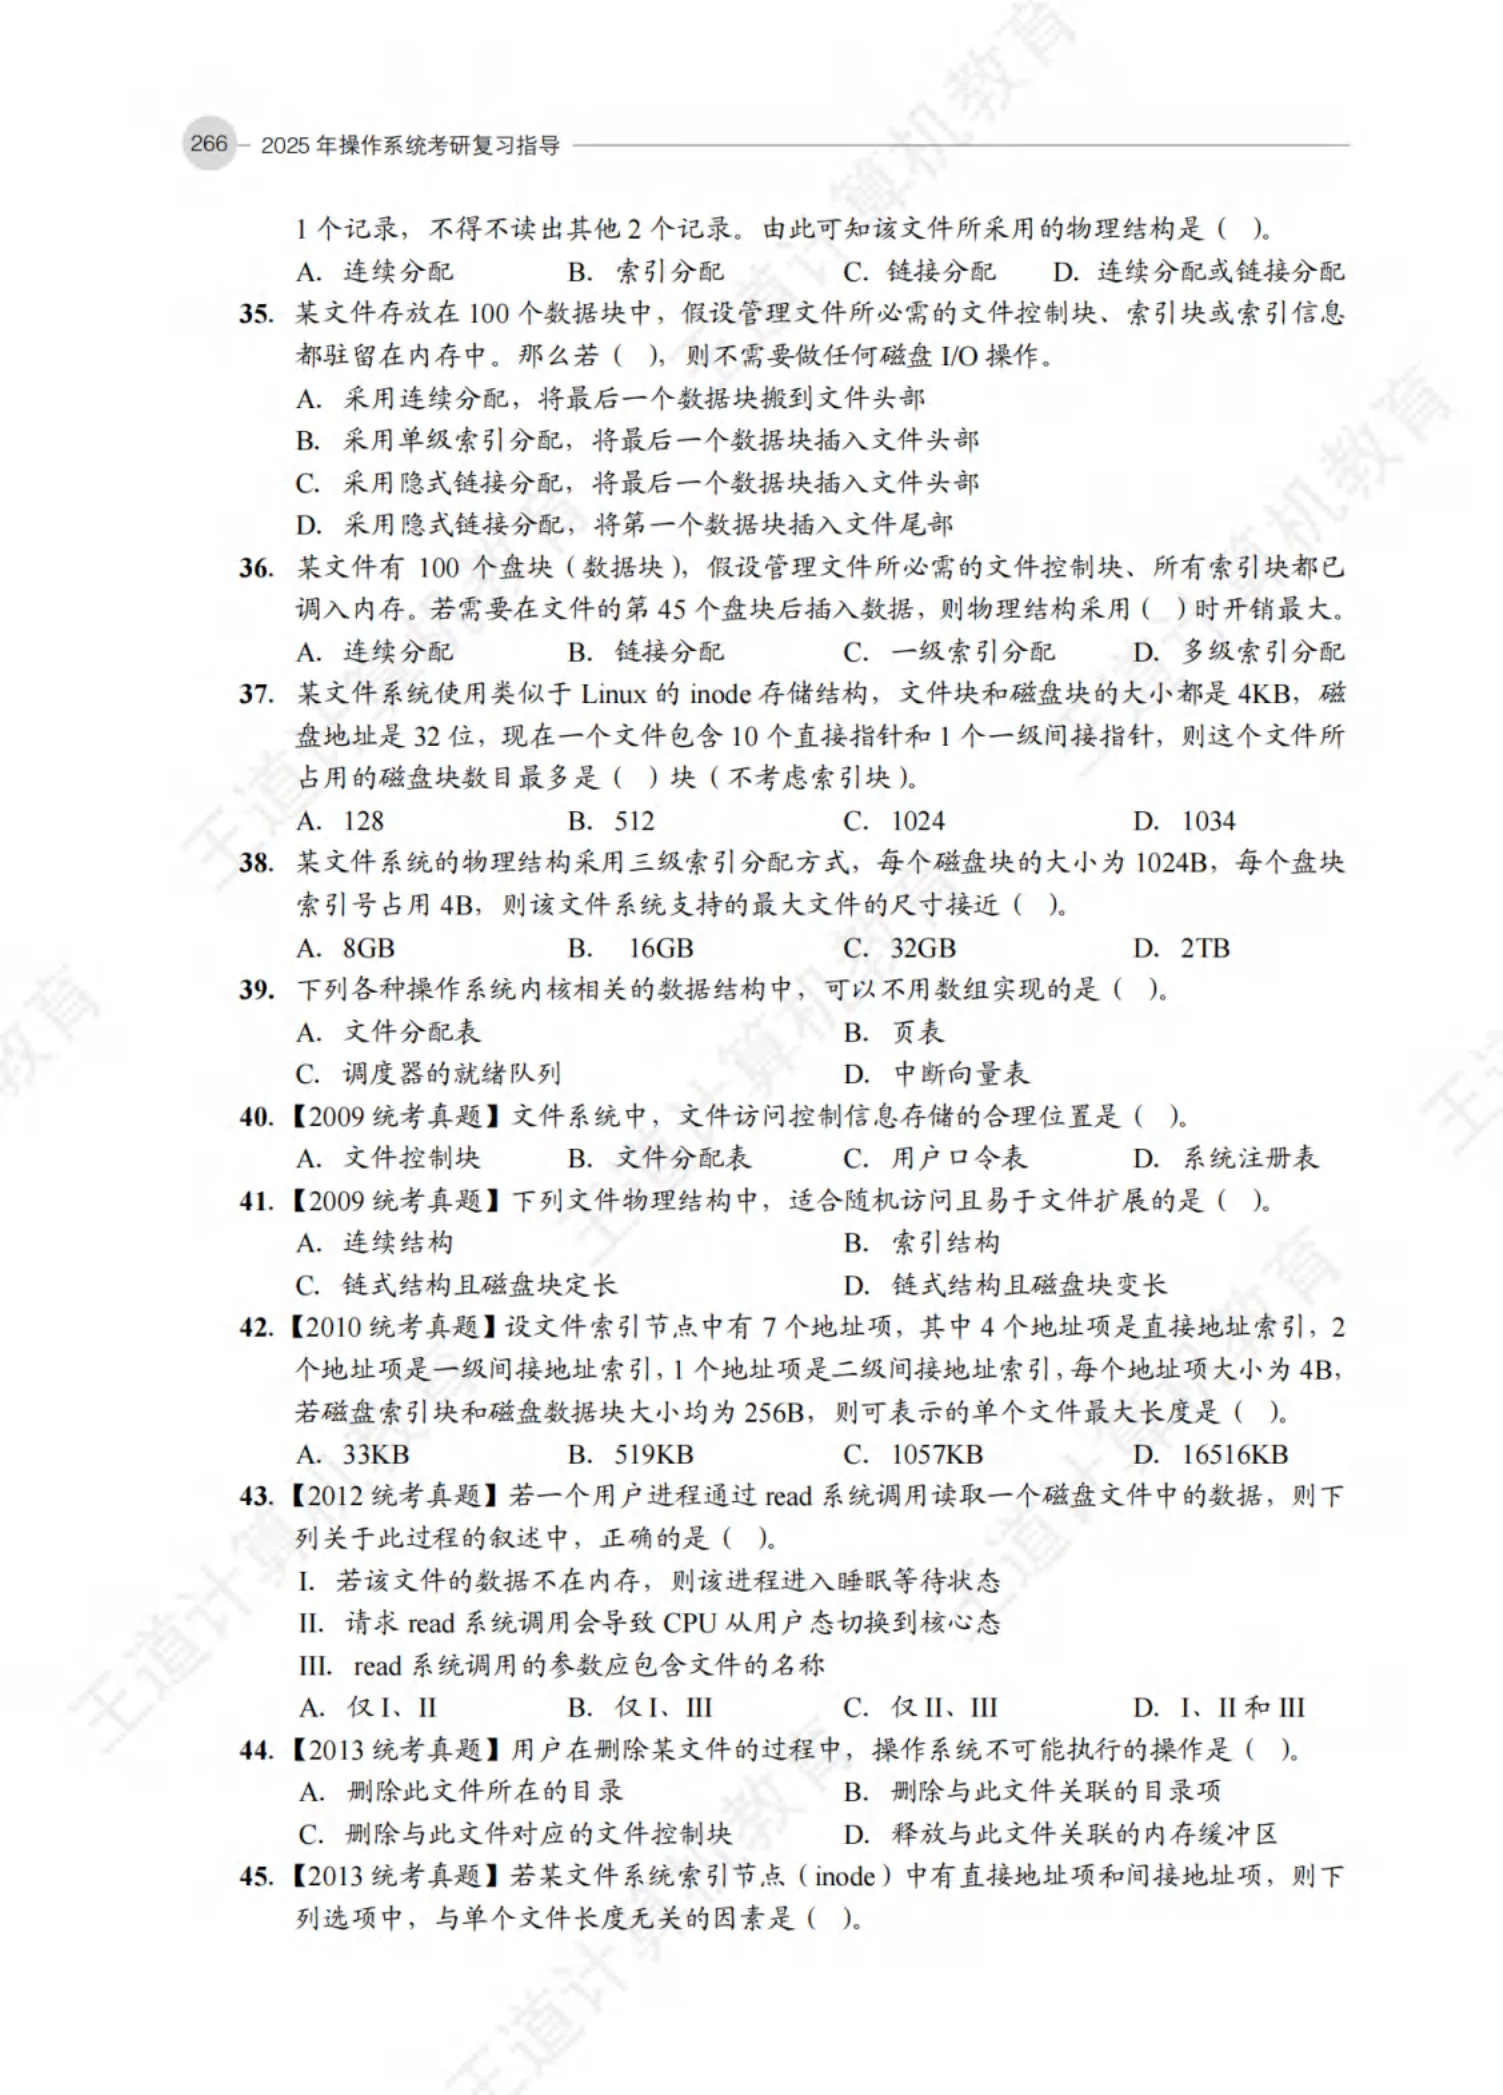 266 2025 年操作系统考研复习指导
1 个记录，不得不读出其他 2 个记录。由此可知该文件所采用的物理结构是（ ）。
A. 连续分配 B. 索引分配 C. 链接分配 D. 连续分配或链接分配
35. 某文件存放在 100 个数据块中，假设管理文件所必需的文件控制块、索引块或索引信息
都驻留在内存中。那么若（ ），则不需要做任何磁盘 I/O 操作。
A. 采用连续分配，将最后一个数据块搬到文件头部
B. 采用单级索引分配，将最后一个数据块插入文件头部
C. 采用隐式链接分配，将最后一个数据块插入文件头部
D. 采用隐式链接分配，将第一个数据块插入文件尾部
36. 某文件有 100 个盘块（数据块），假设管理文件所必需的文件控制块、所有索引块都已
调入内存。若需要在文件的第 45 个盘块后插入数据，则物理结构采用（ ）时开销最大。
A. 连续分配 B. 链接分配 C. 一级索引分配 D. 多级索引分配
37. 某文件系统使用类似于 Linux 的 inode 存储结构，文件块和磁盘块的大小都是 4KB，磁
盘地址是 32 位，现在一个文件包含 10 个直接指针和 1 个一级间接指针，则这个文件所
占用的磁盘块数目最多是（ ）块（不考虑索引块）。
A. 128 B. 512 C. 1024 D. 1034
38. 某文件系统的物理结构采用三级索引分配方式，每个磁盘块的大小为 1024B，每个盘块
索引号占用 4B，则该文件系统支持的最大文件的尺寸接近（ ）。
A. 8GB B. 16GB C. 32GB D. 2TB
39. 下列各种操作系统内核相关的数据结构中，可以不用数组实现的是（ ）。
A. 文件分配表 B. 页表
C. 调度器的就绪队列 D. 中断向量表
40. 【2009 统考真题】文件系统中，文件访问控制信息存储的合理位置是（ ）。
A. 文件控制块 B. 文件分配表 C. 用户口令表 D. 系统注册表
41. 【2009 统考真题】下列文件物理结构中，适合随机访问且易于文件扩展的是（ ）。
A. 连续结构 B. 索引结构
C. 链式结构且磁盘块定长 D. 链式结构且磁盘块变长
42. 【2010 统考真题】设文件索引节点中有 7 个地址项，其中 4 个地址项是直接地址索引，2
个地址项是一级间接地址索引，1 个地址项是二级间接地址索引，每个地址项大小为 4B，
若磁盘索引块和磁盘数据块大小均为 256B，则可表示的单个文件最大长度是（ ）。
A. 33KB B. 519KB C. 1057KB D. 16516KB
43. 【2012 统考真题】若一个用户进程通过 read 系统调用读取一个磁盘文件中的数据，则下
列关于此过程的叙述中，正确的是（ ）。
I. 若该文件的数据不在内存，则该进程进入睡眠等待状态
II. 请求 read 系统调用会导致 CPU 从用户态切换到核心态
III. read 系统调用的参数应包含文件的名称
A. 仅 I、II B. 仅 I、III C. 仅 II、III D. I、II 和 III
44. 【2013 统考真题】用户在删除某文件的过程中，操作系统不可能执行的操作是（ ）。
A. 删除此文件所在的目录 B. 删除与此文件关联的目录项
C. 删除与此文件对应的文件控制块 D. 释放与此文件关联的内存缓冲区
45. 【2013 统考真题】若某文件系统索引节点（inode）中有直接地址项和间接地址项，则下
列选项中，与单个文件长度无关的因素是（ ）。
王道计算机教育